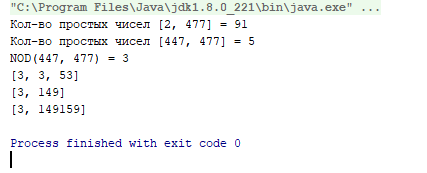 "C:\Program Files\Java\jdk1.8.0_221\bin\java.exe" ...
Кол-во простых чисел [2, 477] = 91
Кол-во простых чисел [447, 477] = 5
NOD(447, 477) = 3
[3, 3, 53]
[3, 149]
[3, 149159]
Process finished with exit code 0